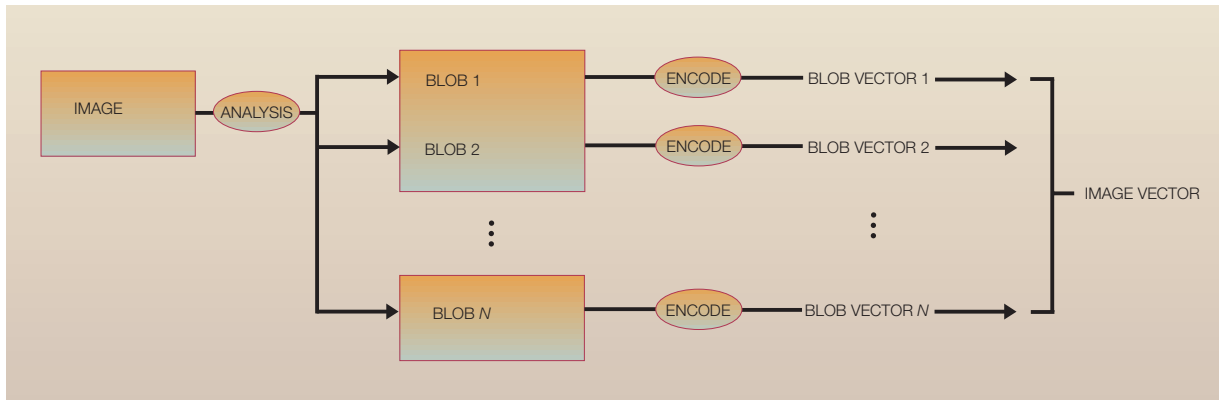 IMAGE
ANALYSIS
BLOB 1
ENCODE
BLOB VECTOR 1
BLOB 2
ENCODE
BLOB VECTOR 2
IMAGE VECTOR
BLOB N
ENCODE
BLOB VECTOR N